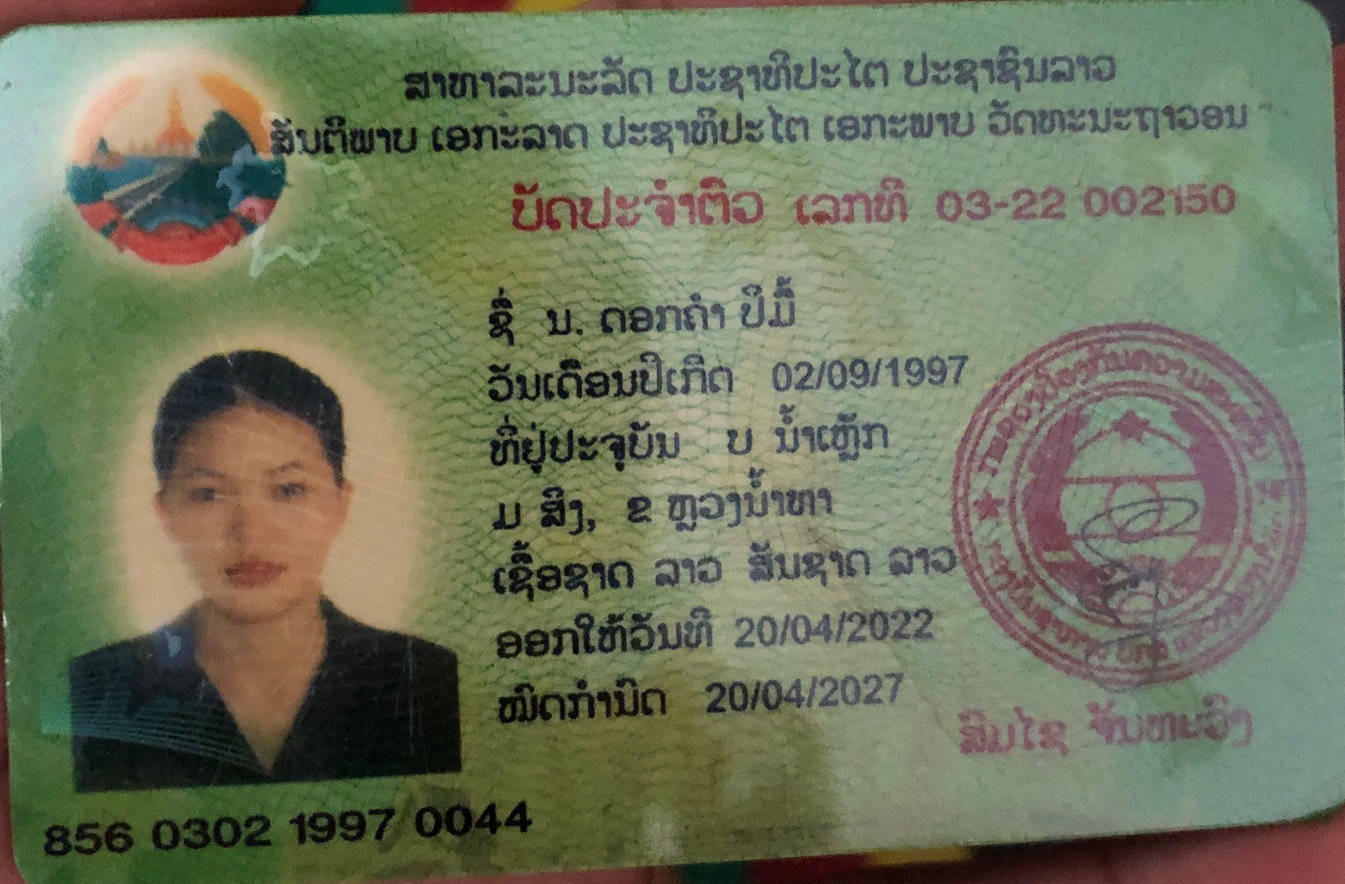 ສາທາລະນະລັດ ປະຊາທິປະໄຕ ປະຊາຊົນລາວ
ສັນຕິພາບ ເອກະລາດ ປະຊາທິປະໄຕ ເອກະພາບ ວັດທະນະຖາວອນ
ບັດປະຈໍາຕົວ ເລກທີ 03-22 002150
ຊື່ ນ. ດອກຄໍາ ປີມື້
ວັນເດືອນປີເກີດ 02/09/1997
ທີ່ຢູ່ປະຈຸບັນ ບ ນໍ້າເຫຼັກ
ມ ສິງ, ຂ ຫຼວງນໍ້າທາ
ເຊື້ອຊາດ ລາວ ສັນຊາດ ລາວ
ອອກໃຫ້ວັນທີ 20/04/2022
ໝົດກໍານົດ 20/04/2027
ສົມໄຊ ຈັນທະວົງ
856 0302 1997 0044